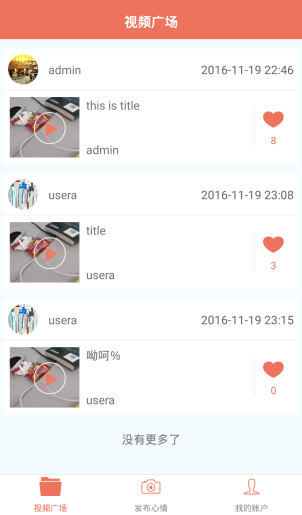 视频广场
admin 2016-11-19 22:46
this is title
8
admin
usera 2016-11-19 23:08
title
3
usera
usera 2016-11-19 23:15
呦呵%
0
usera
没有更多了
视频广场 发布心情 我的账户